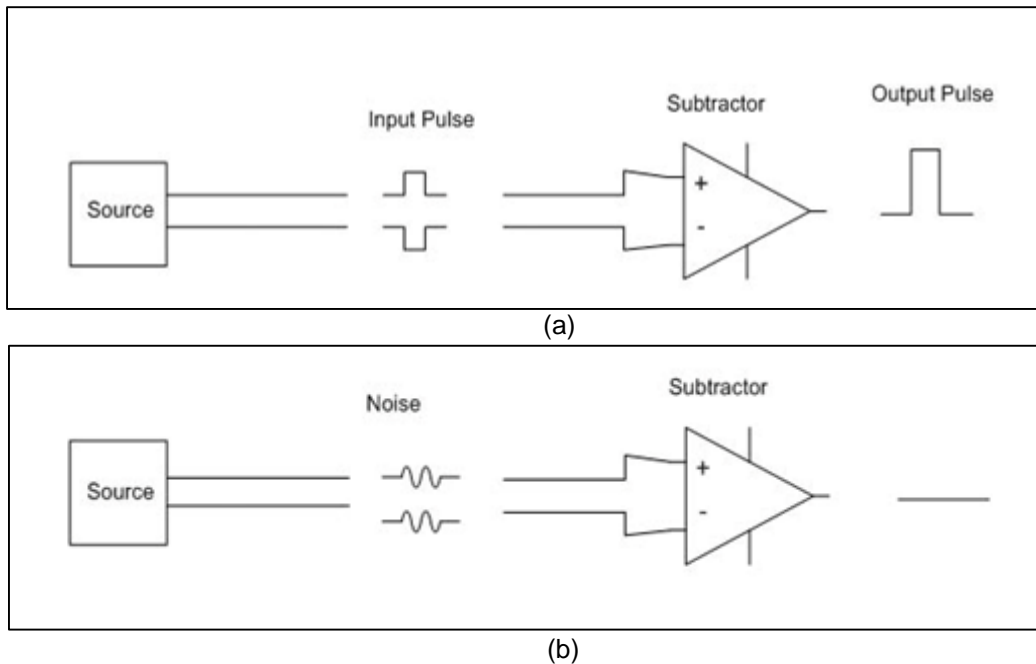 Output Pulse
Subtractor
Input Pulse
+
Source
-
(a)
Subtractor
Noise
+
Source
-
(b)